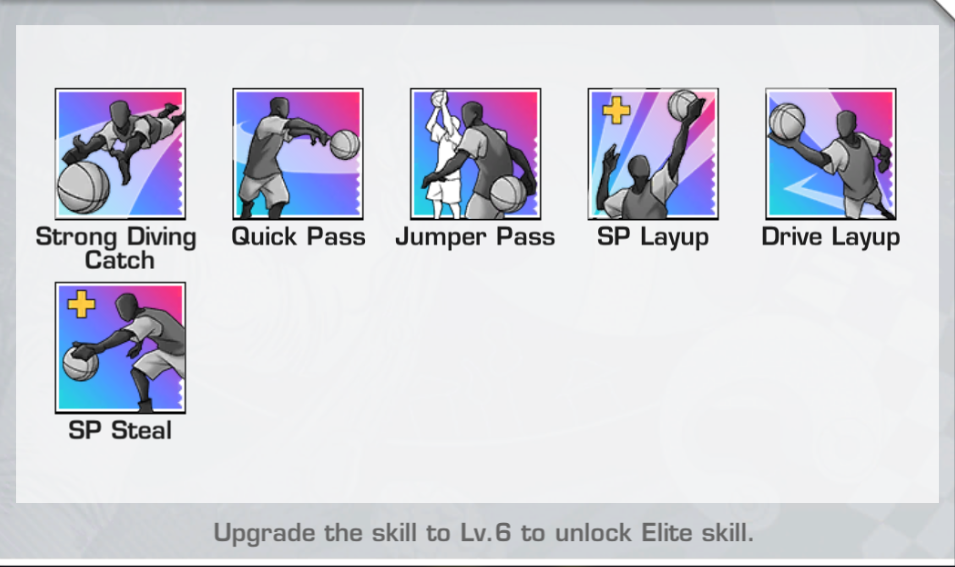 Strong Diving
Catch
Quick Pass
Jumper Pass
SP Layup
Drive Layup
SP Steal
Upgrade the skill to Lv.6 to unlock Elite skill.